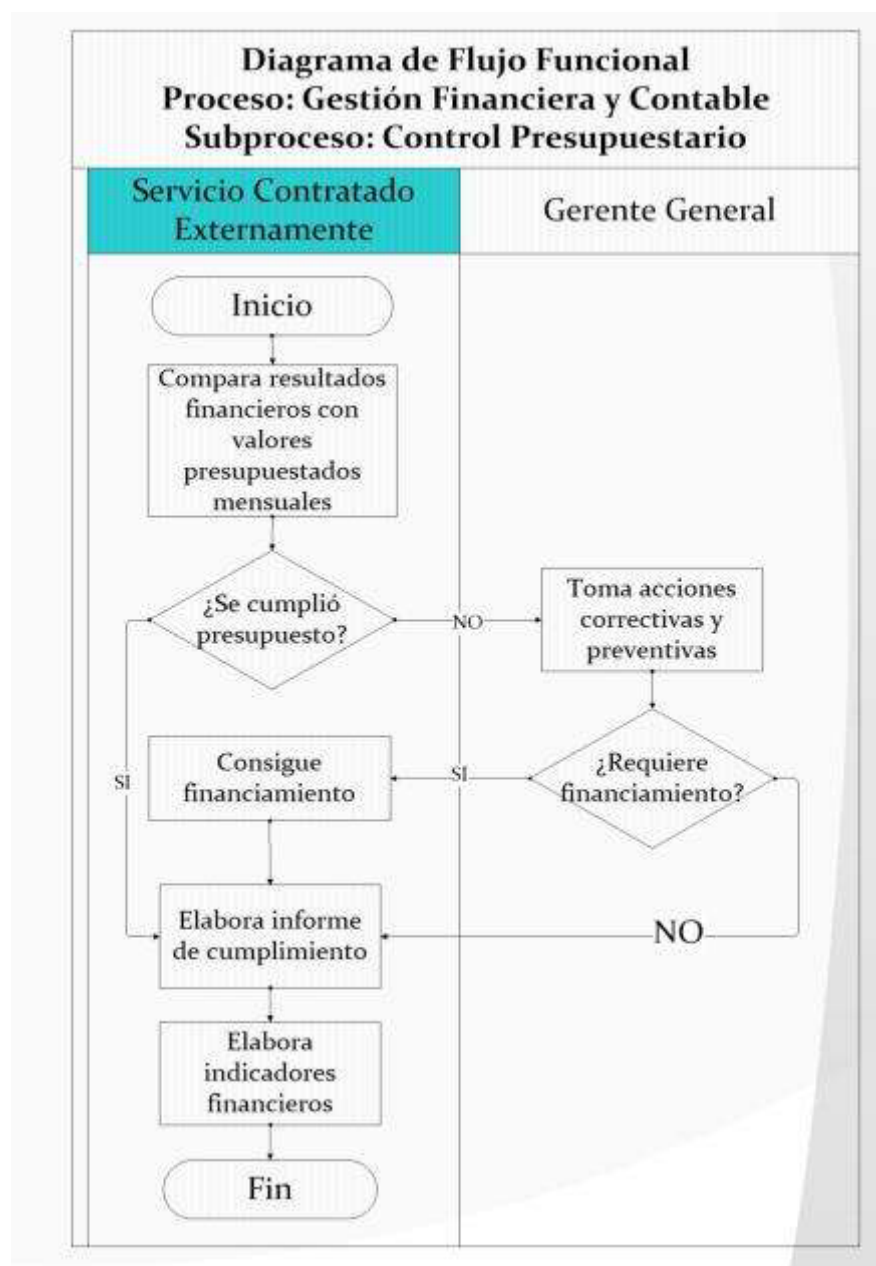 Diagrama de Flujo Funcional
Proceso: Gestión Financiera y Contable
Subproceso: Control Presupuestario
Servicio Contratado
Externamente
Gerente General
Inicio
Compara resultados
financieros con
valores
presupuestados
mensuales
¿Se cumplió
presupuesto?
NO
Toma acciones
correctivas y
preventivas
¿Requiere
financiamiento?
SI
Consigue
financiamiento
SI
NO
Elabora informe
de cumplimiento
Elabora
indicadores
financieros
Fin